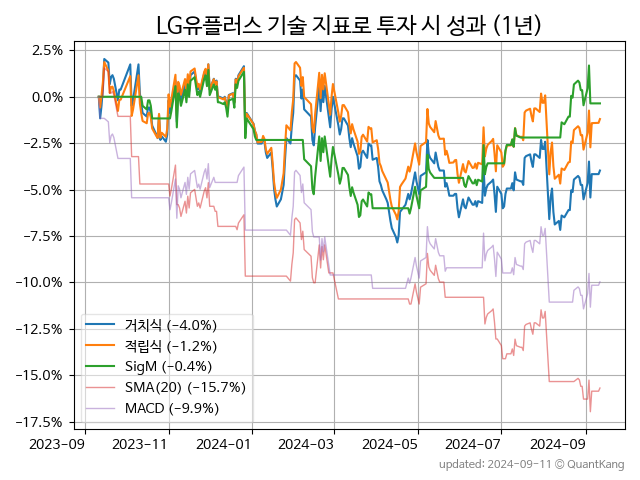 LG유플러스 기술 지표로 투자 시 성과 (1년)
2.5%
0.0%
−2.5%
−5.0%
−7.5%
−10.0%
−12.5%
−15.0%
−17.5%
거치식 (−4.0%)
적립식 (−1.2%)
SigM (−0.4%)
SMA(20) (−15.7%)
MACD (−9.9%)
2023-09 2023-11 2024-01 2024-03 2024-05 2024-07 2024-09
updated: 2024-09-11 © QuantKang